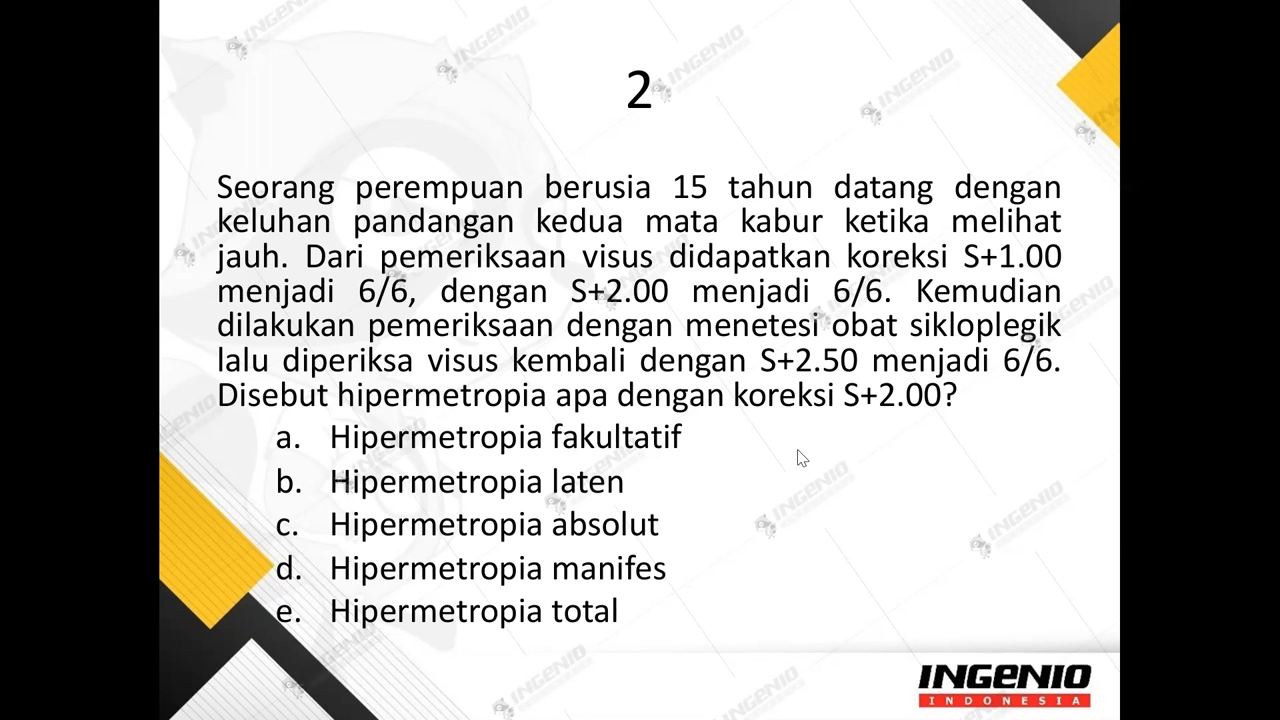 2
Seorang perempuan berusia 15 tahun datang dengan
keluhan pandangan kedua mata kabur ketika melihat
jauh. Dari pemeriksaan visus didapatkan koreksi S+1.00
menjadi 6/6, dengan S+2.00 menjadi 6/6. Kemudian
dilakukan pemeriksaan dengan menetesi obat sikloplegik
lalu diperiksa visus kembali dengan S+2.50 menjadi 6/6.
Disebut hipermetropia apa dengan koreksi S+2.00?
a. Hipermetropia fakultatif
b. Hipermetropia laten
c. Hipermetropia absolut
d. Hipermetropia manifes
e. Hipermetropia total
INGENIO
INDONESIA